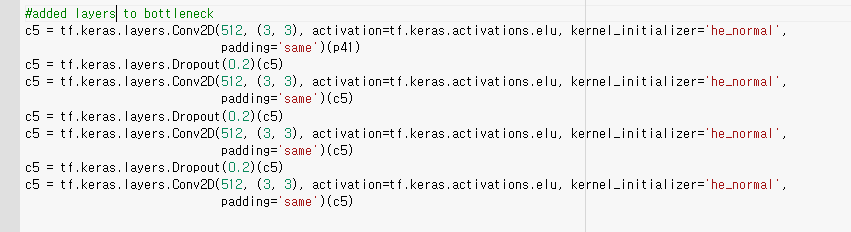 #added layers to bottleneck
c5 = tf.keras.layers.Conv2D(512, (3, 3), activation=tf.keras.activations.elu, kernel_initializer='he_normal',
padding='same')(p41)
c5 = tf.keras.layers.Dropout(0.2)(c5)
c5 = tf.keras.layers.Conv2D(512, (3, 3), activation=tf.keras.activations.elu, kernel_initializer='he_normal',
padding='same')(c5)
c5 = tf.keras.layers.Dropout(0.2)(c5)
c5 = tf.keras.layers.Conv2D(512, (3, 3), activation=tf.keras.activations.elu, kernel_initializer='he_normal',
padding='same')(c5)
c5 = tf.keras.layers.Dropout(0.2)(c5)
c5 = tf.keras.layers.Conv2D(512, (3, 3), activation=tf.keras.activations.elu, kernel_initializer='he_normal',
padding='same')(c5)